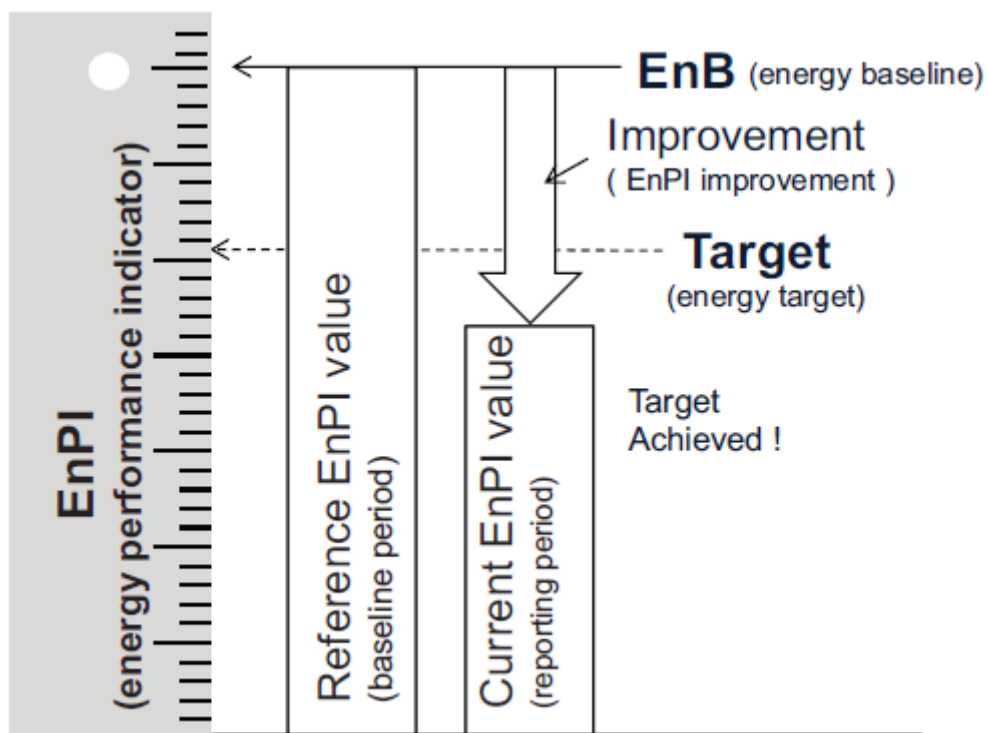 EnPI
(energy performance indicator)
Reference EnPI value
(baseline period)
Current EnPI value
(reporting period)
EnB (energy baseline)
Improvement
( EnPI improvement )
Target
(energy target)
Target
Achieved !